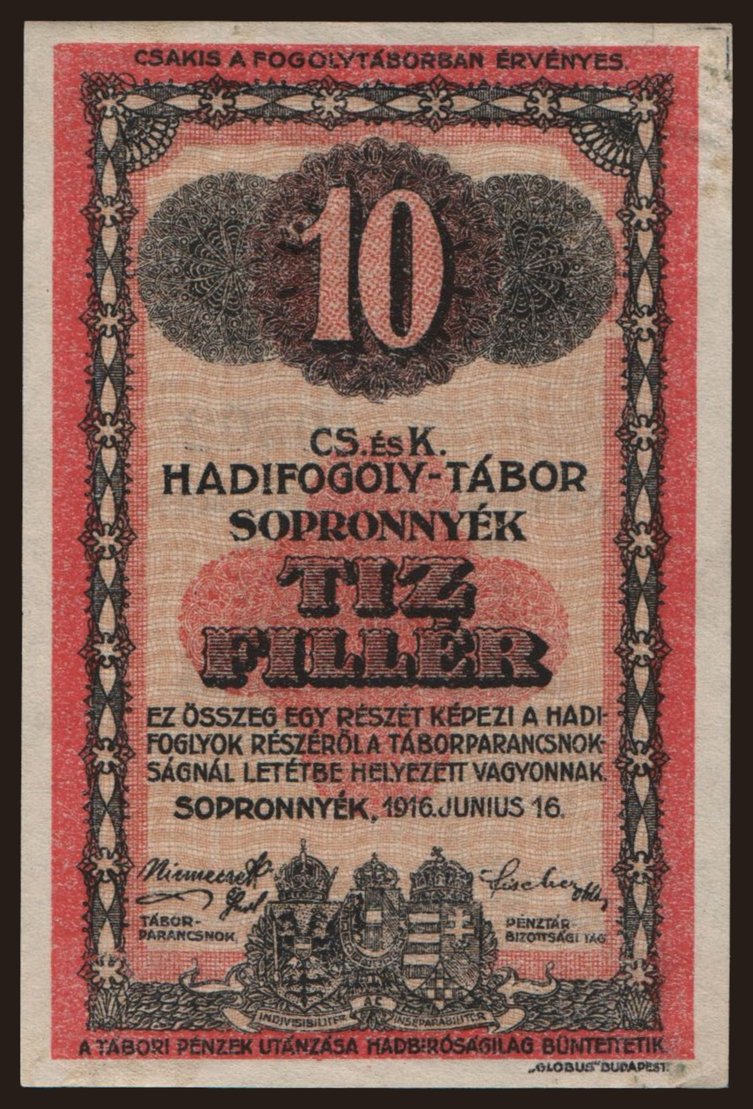 CSAKIS A FOGOLYTÁBORBAN ÉRVÉNYES.
10
CS. ÉS K.
HADIFOGOLY-TÁBOR
SOPRONNYÉK
TIZ
FILLÉR
EZ ÖSSZEG EGY RÉSZÉT KÉPEZI A HADI-
FOGLYOK RÉSZÉRŐL A TÁBORPARANCSNOK-
SÁGNÁL LETÉTBE HELYEZETT VAGYONNAK.
SOPRONNYÉK, 1916. JUNIUS 16.
TÁBOR-
PARANCSNOK.
Fischer
PÉNZTÁR-
BIZOTTSÁGI TAG
INDIVISIBILITER AC INSEPARABILITER
A TÁBORI PÉNZEK UTÁNZÁSA HADBIRÓSÁGILAG BÜNTETTETIK.
„GLOBUS" BUDAPEST.